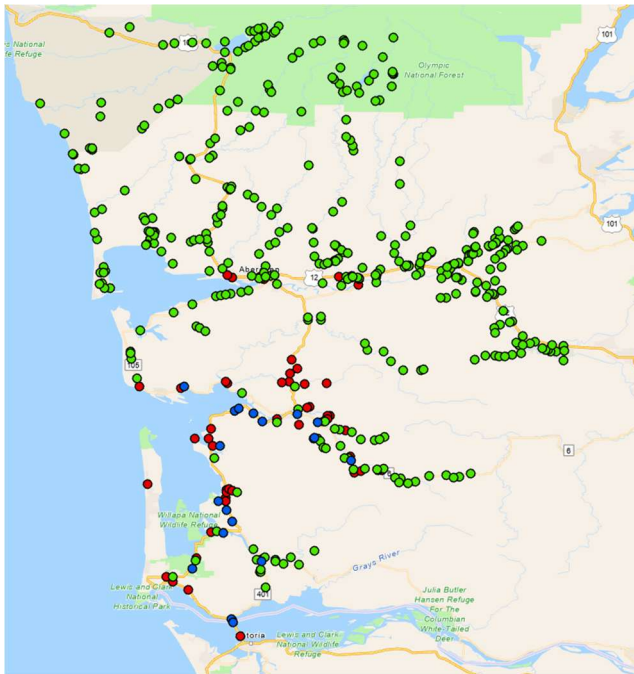 101
National
Refuge
Olympic
National Forest
101
12
105
6
Willapa National
Wildlife Refuge
Grays River
Lewis and Clark
National
Historical Park
401
Julia Butler
Hansen Refuge
For The
Columbian
White-Tailed
Deer
Lewis and Clark
National Wildlife
Refuge